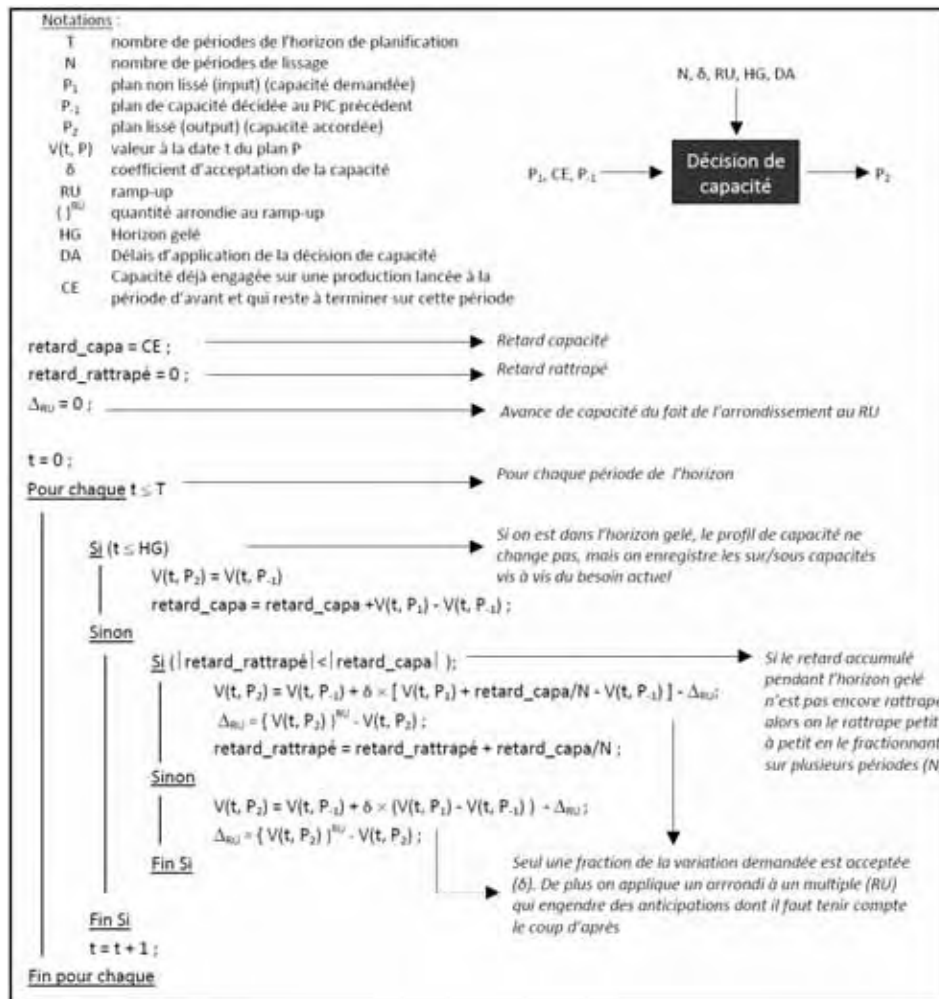 Notations :
T nombre de périodes de l'horizon de planification
N nombre de périodes de lissage
P₁ plan non lissé (input) (capacité demandée)
P₋₁ plan de capacité décidée au PIC précédent
P₂ plan lissé (output) (capacité accordée)
V(t, P) valeur à la date t du plan P
δ coefficient d'acceptation de la capacité
RU ramp-up
{ }ᴿᵁ quantité arrondie au ramp-up
HG Horizon gelé
DA Délais d'application de la décision de capacité
CE Capacité déjà engagée sur une production lancée à la
période d'avant et qui reste à terminer sur cette période
N, δ, RU, HG, DA
P₁, CE, P₋₁
Décision de
capacité
P₂
retard_capa = CE ;
Retard capacité
retard_rattrapé = 0 ;
Retard rattrapé
Δ_RU = 0 ;
Avance de capacité du fait de l'arrondissement au RU
t = 0 ;
Pour chaque t ≤ T
Pour chaque période de l'horizon
Si (t ≤ HG)
Si on est dans l'horizon gelé, le profil de capacité ne
change pas, mais on enregistre les sur/sous capacités
vis à vis du besoin actuel
V(t, P₂) = V(t, P₋₁)
retard_capa = retard_capa +V(t, P₁) - V(t, P₋₁) ;
Sinon
Si (|retard_rattrapé|<|retard_capa| );
Si le retard accumulé
pendant l'horizon gelé
n'est pas encore rattrapé
alors on le rattrape petit
à petit en le fractionnant
sur plusieurs périodes (N
V(t, P₂) = V(t, P₋₁) + δ × [ V(t, P₁) + retard_capa/N - V(t, P₋₁) ] - Δ_RU;
Δ_RU = { V(t, P₂) }ᴿᵁ - V(t, P₂) ;
retard_rattrapé = retard_rattrapé + retard_capa/N ;
Sinon
V(t, P₂) = V(t, P₋₁) + δ × (V(t, P₁) - V(t, P₋₁) ) - Δ_RU;
Δ_RU = { V(t, P₂) }ᴿᵁ - V(t, P₂) ;
Fin Si
Seul une fraction de la variation demandée est acceptée
(δ). De plus on applique un arrrondi à un multiple (RU)
qui engendre des anticipations dont il faut tenir compte
le coup d'après
Fin Si
t = t + 1 ;
Fin pour chaque